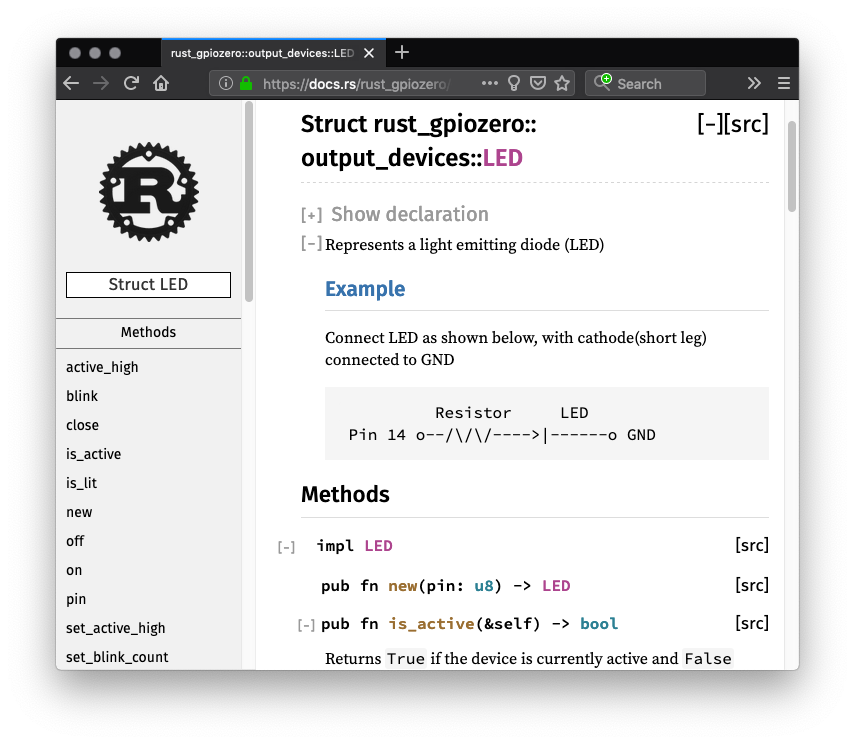 rust_gpiozero::output_devices::LED
https://docs.rs/rust_gpiozero/
Search
R
Struct LED
Methods
active_high
blink
close
is_active
is_lit
new
off
on
pin
set_active_high
set_blink_count
Struct rust_gpiozero:: [−][src]
output_devices::LED
[+] Show declaration
[−] Represents a light emitting diode (LED)
Example
Connect LED as shown below, with cathode(short leg)
connected to GND
Resistor LED
Pin 14 o--/\/\/---->|------o GND
Methods
[−] impl LED [src]
pub fn new(pin: u8) -> LED [src]
[−] pub fn is_active(&self) -> bool [src]
Returns True if the device is currently active and False